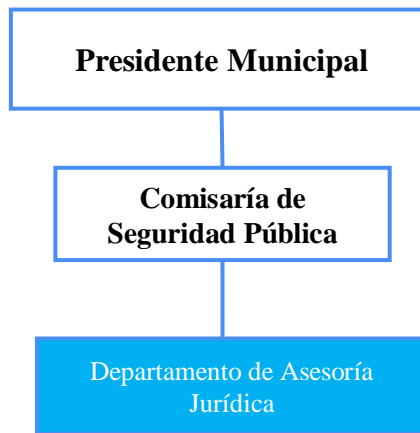 Presidente Municipal
Comisaría de
Seguridad Pública
Departamento de Asesoría
Jurídica